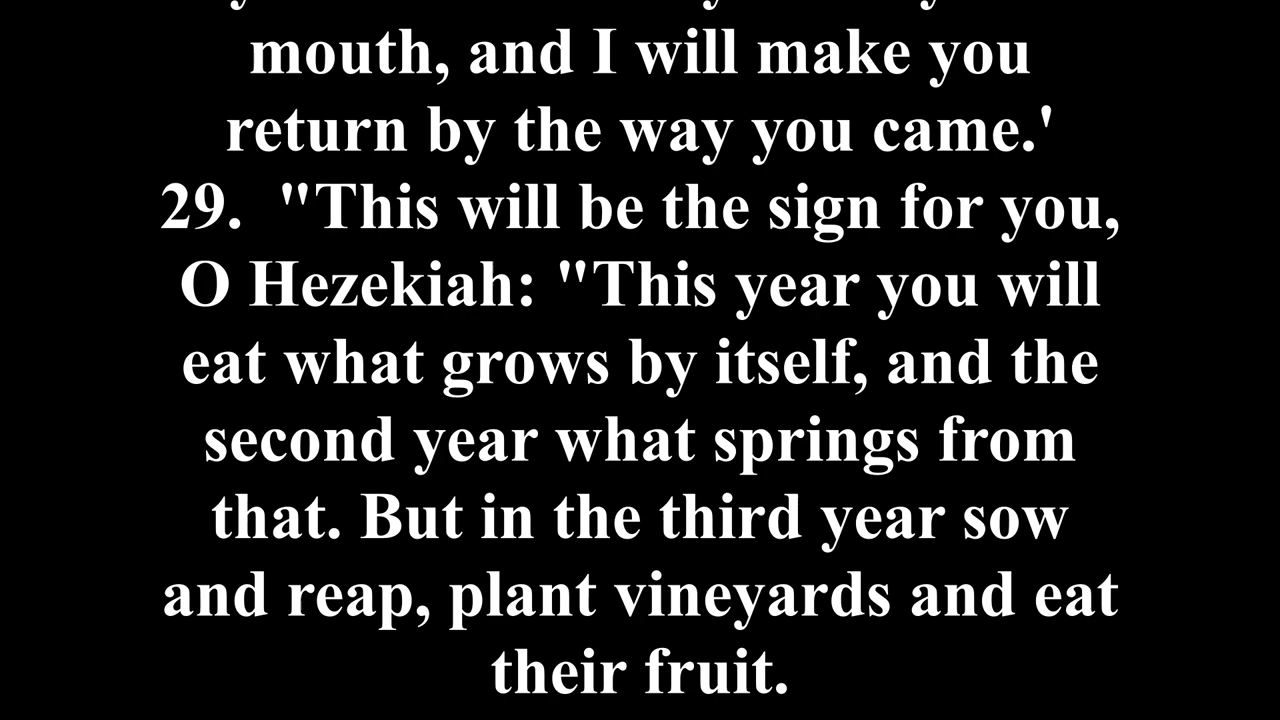 mouth, and I will make you
return by the way you came.'
29.  "This will be the sign for you,
O Hezekiah: "This year you will
eat what grows by itself, and the
second year what springs from
that. But in the third year sow
and reap, plant vineyards and eat
their fruit.